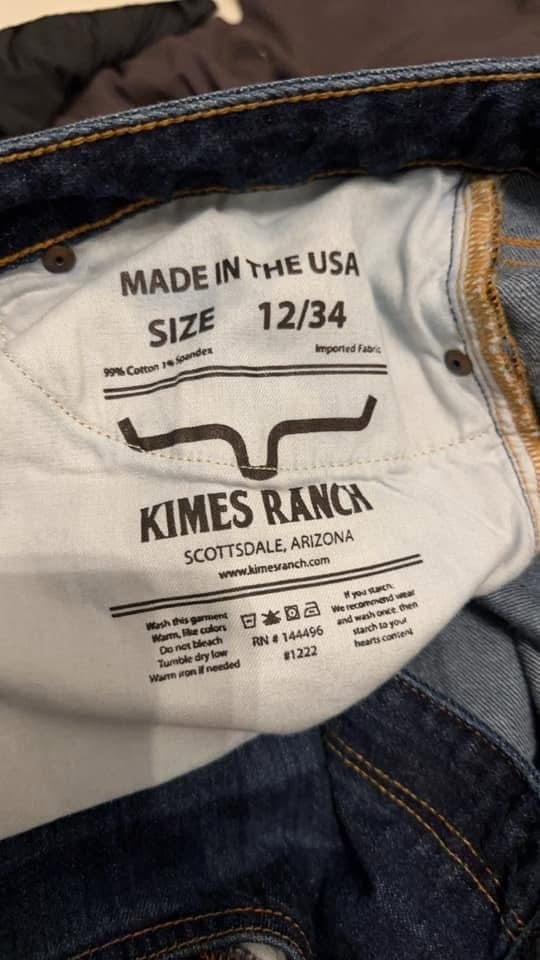 MADE IN THE USA
SIZE 12/34
99% Cotton 1% Spandex
Imported Fabric
KIMES RANCH
SCOTTSDALE, ARIZONA
www.kimesranch.com
Wash this garment
Warm, like colors
Do not bleach
Tumble dry low
Warm iron if needed
RN # 144496
#1222
If you starch:
We recommend wear
and wash once then
starch to your
hearts content